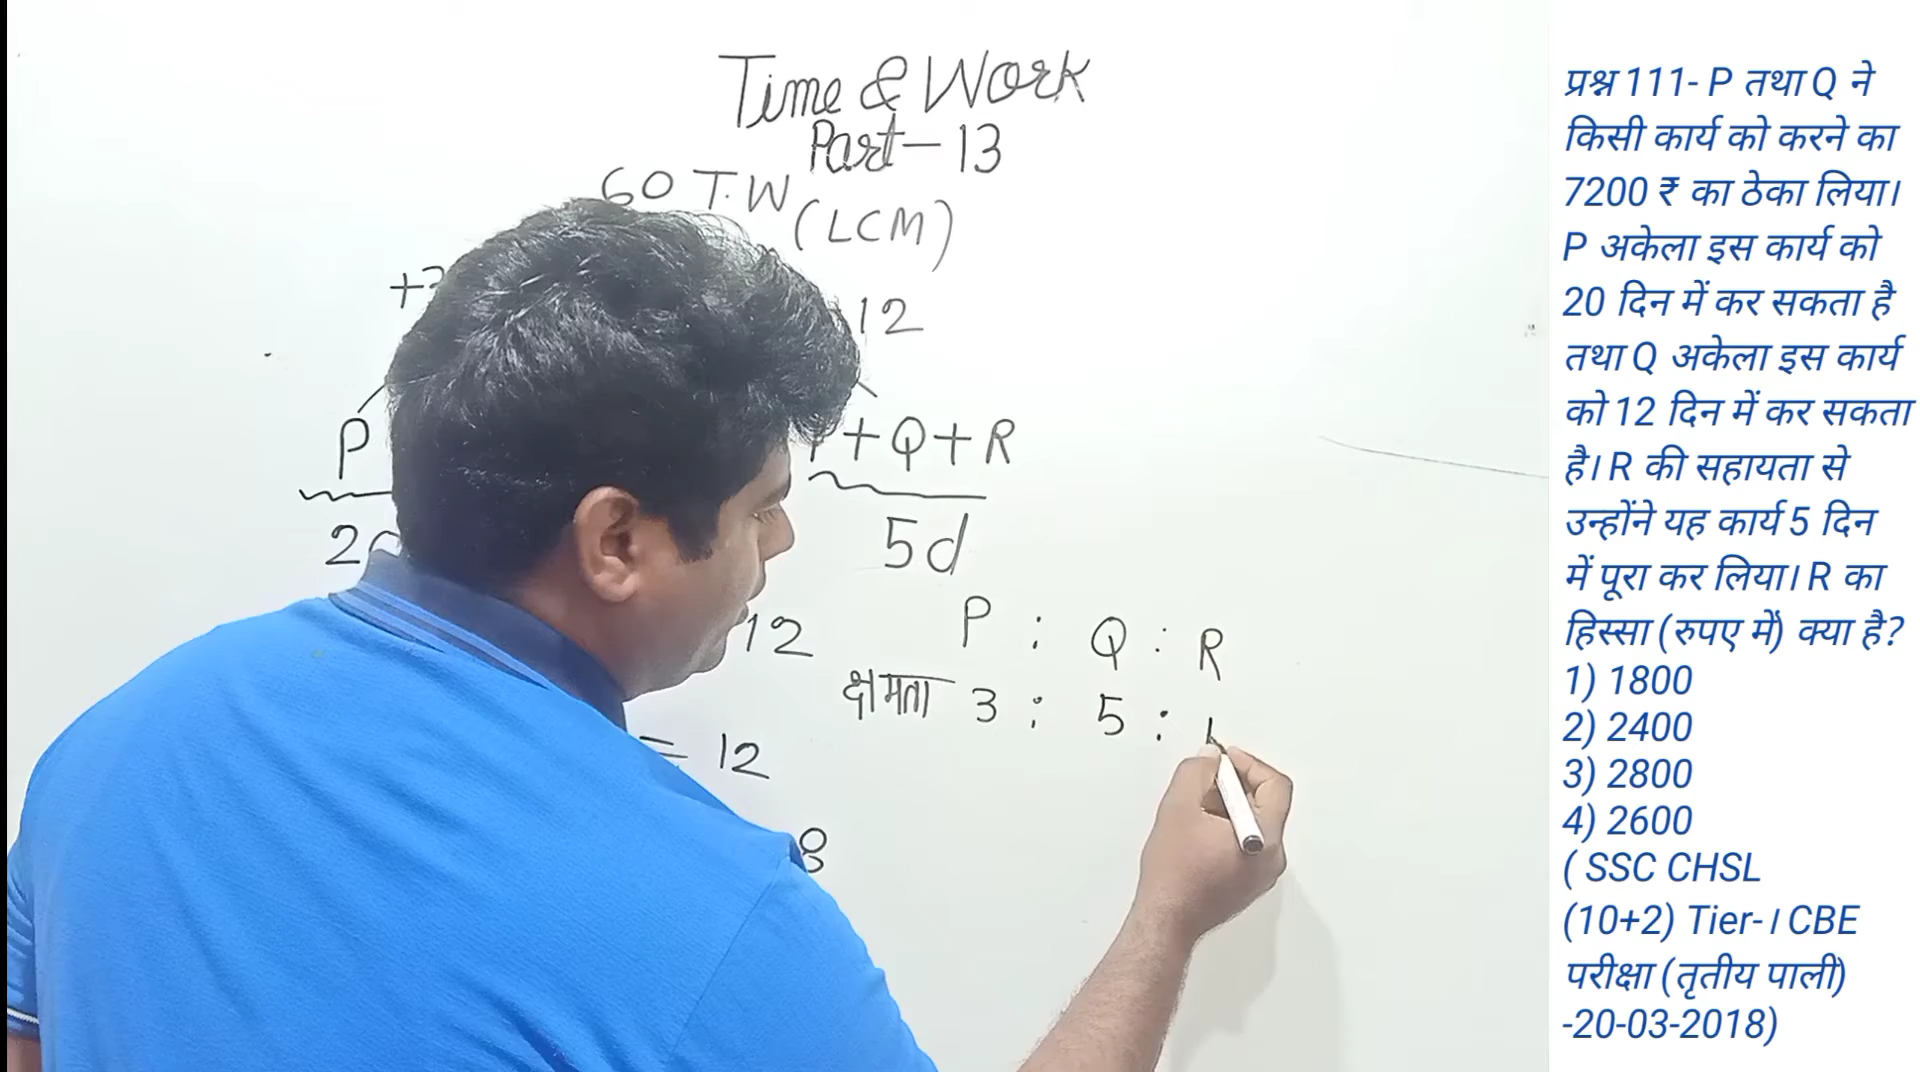 Time & Work
Part-13
60 T.W
(LCM)
12
P
+Q+R
5d
12
P : Q : R
क्षमता 3 : 5 :
= 12
8
प्रश्न 111- P तथा Q ने
किसी कार्य को करने का
7200 ₹ का ठेका लिया।
P अकेला इस कार्य को
20 दिन में कर सकता है
तथा Q अकेला इस कार्य
को 12 दिन में कर सकता
है। R की सहायता से
उन्होंने यह कार्य 5 दिन
में पूरा कर लिया। R का
हिस्सा (रुपए में) क्या है?
1) 1800
2) 2400
3) 2800
4) 2600
( SSC CHSL
(10+2) Tier-I CBE
परीक्षा (तृतीय पाली)
-20-03-2018)